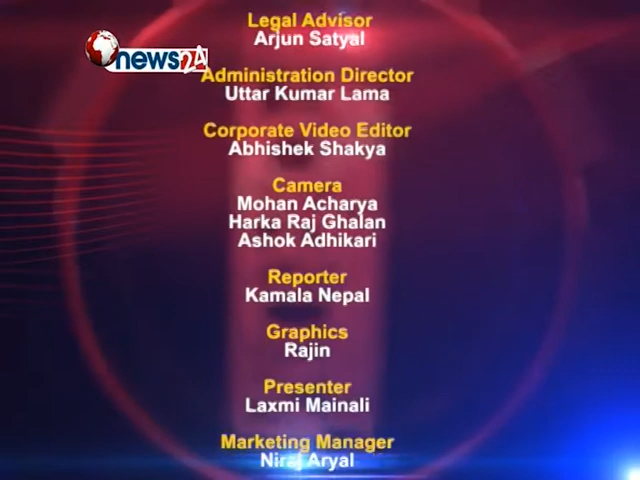 Legal Advisor
Arjun Satyal
news24
Administration Director
Uttar Kumar Lama
Corporate Video Editor
Abhishek Shakya
Camera
Mohan Acharya
Harka Raj Ghalan
Ashok Adhikari
Reporter
Kamala Nepal
Graphics
Rajin
Presenter
Laxmi Mainali
Marketing Manager
Niraj Aryal